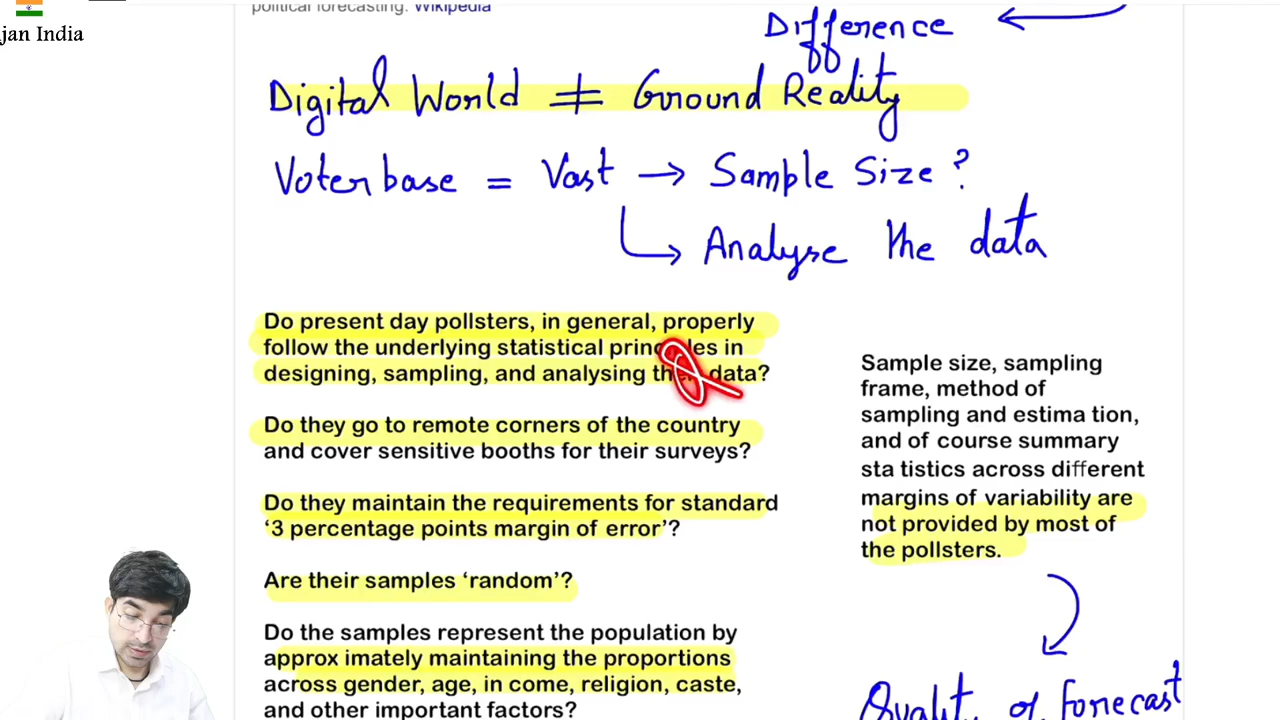 jan India
political forecasting. Wikipedia
Difference
Digital World ≠ Ground Reality
Voterbase = Vast → Sample Size?
↳ Analyse the data
Do present day pollsters, in general, properly
follow the underlying statistical principles in
designing, sampling, and analysing their data?
Do they go to remote corners of the country
and cover sensitive booths for their surveys?
Do they maintain the requirements for standard
‘3 percentage points margin of error’?
Are their samples ‘random’?
Do the samples represent the population by
approx imately maintaining the proportions
across gender, age, in come, religion, caste,
and other important factors?
Sample size, sampling
frame, method of
sampling and estima tion,
and of course summary
sta tistics across different
margins of variability are
not provided by most of
the pollsters.
Quality of Forecast